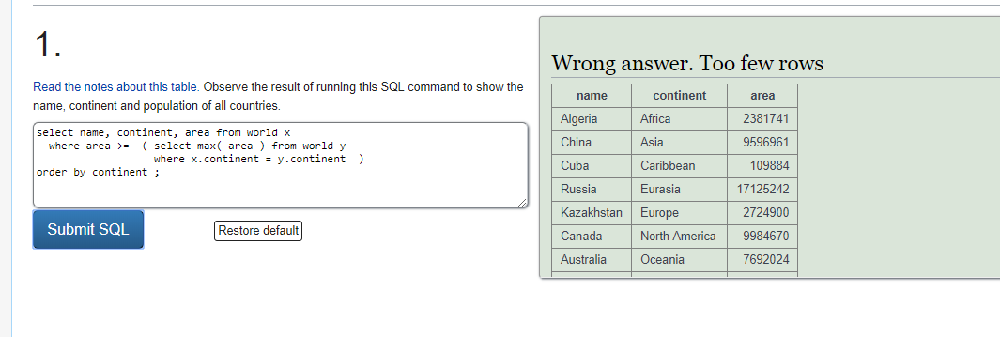 1.
Read the notes about this table. Observe the result of running this SQL command to show the
name, continent and population of all countries.
select name, continent, area from world x
where area >= ( select max( area ) from world y
where x.continent = y.continent )
order by continent ;
Submit SQL
Restore default
Wrong answer. Too few rows
name continent area
Algeria Africa 2381741
China Asia 9596961
Cuba Caribbean 109884
Russia Eurasia 17125242
Kazakhstan Europe 2724900
Canada North America 9984670
Australia Oceania 7692024